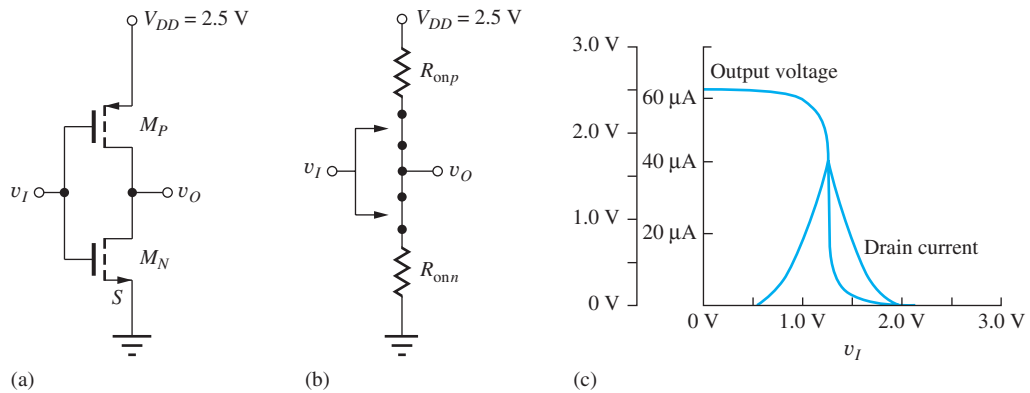 V_DD = 2.5 V
M_P
v_I
v_O
M_N
S
(a)
V_DD = 2.5 V
R_onp
v_I
v_O
R_onn
(b)
3.0 V
2.0 V
1.0 V
0 V
Output voltage
60 µA
40 µA
20 µA
Drain current
0 V 1.0 V 2.0 V 3.0 V
v_I
(c)